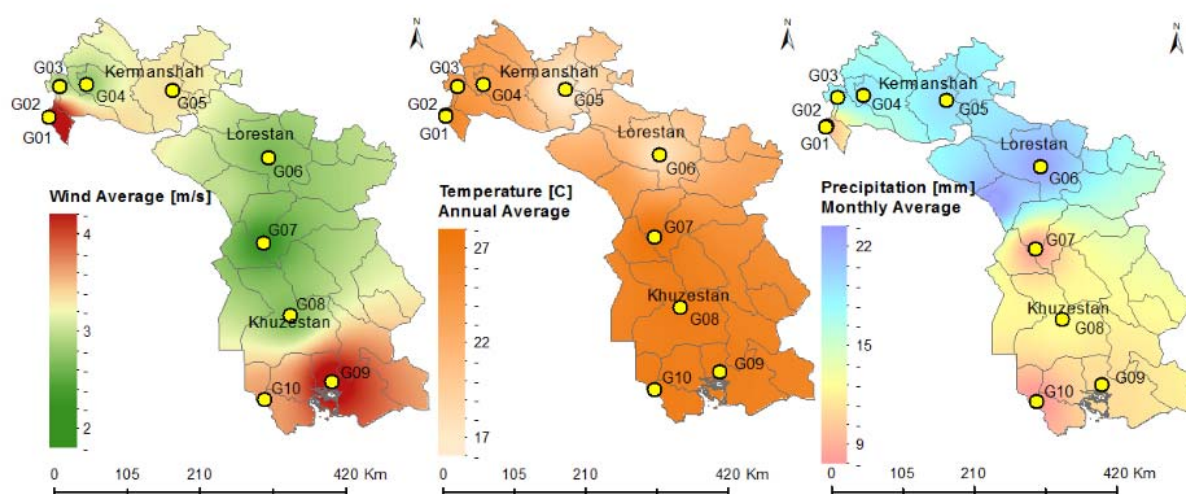 N
Kermanshah
G03
G04
G05
G02
G01
Lorestan
G06
Wind Average [m/s]
4
3
2
G07
G08
Khuzestan
G09
G10
0 105 210 420 Km
N
Kermanshah
G03
G04
G05
G02
G01
Lorestan
G06
Temperature [C]
Annual Average
27
22
17
G07
Khuzestan
G08
G09
G10
0 105 210 420 Km
N
Kermanshah
G03
G04
G05
G02
G01
Lorestan
G06
Precipitation [mm]
Monthly Average
22
15
9
G07
Khuzestan
G08
G09
G10
0 105 210 420 Km